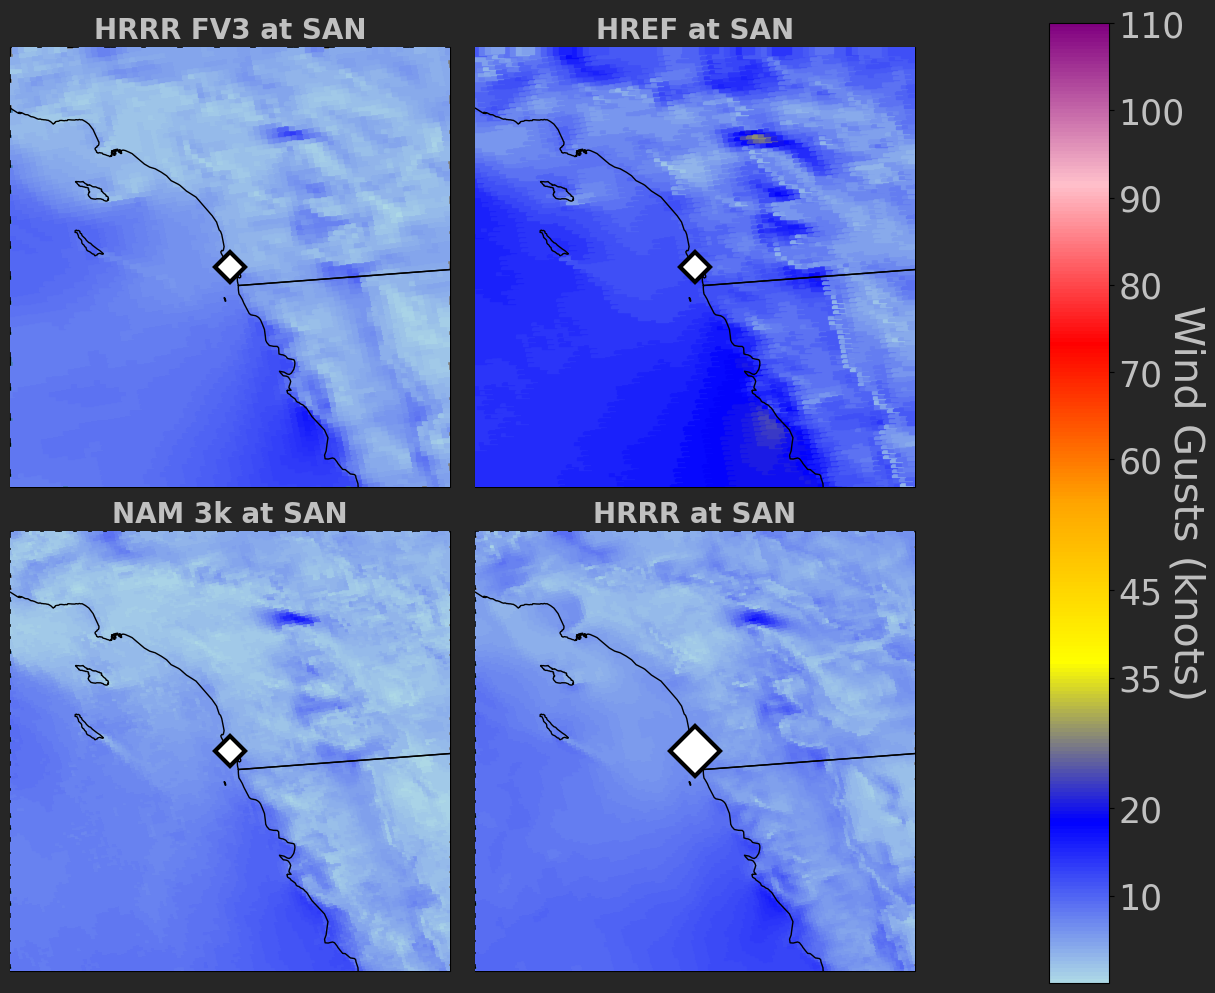 HRRR FV3 at SAN
HREF at SAN
NAM 3k at SAN
HRRR at SAN
110
100
90
80
70
60
45
35
20
10
Wind Gusts (knots)